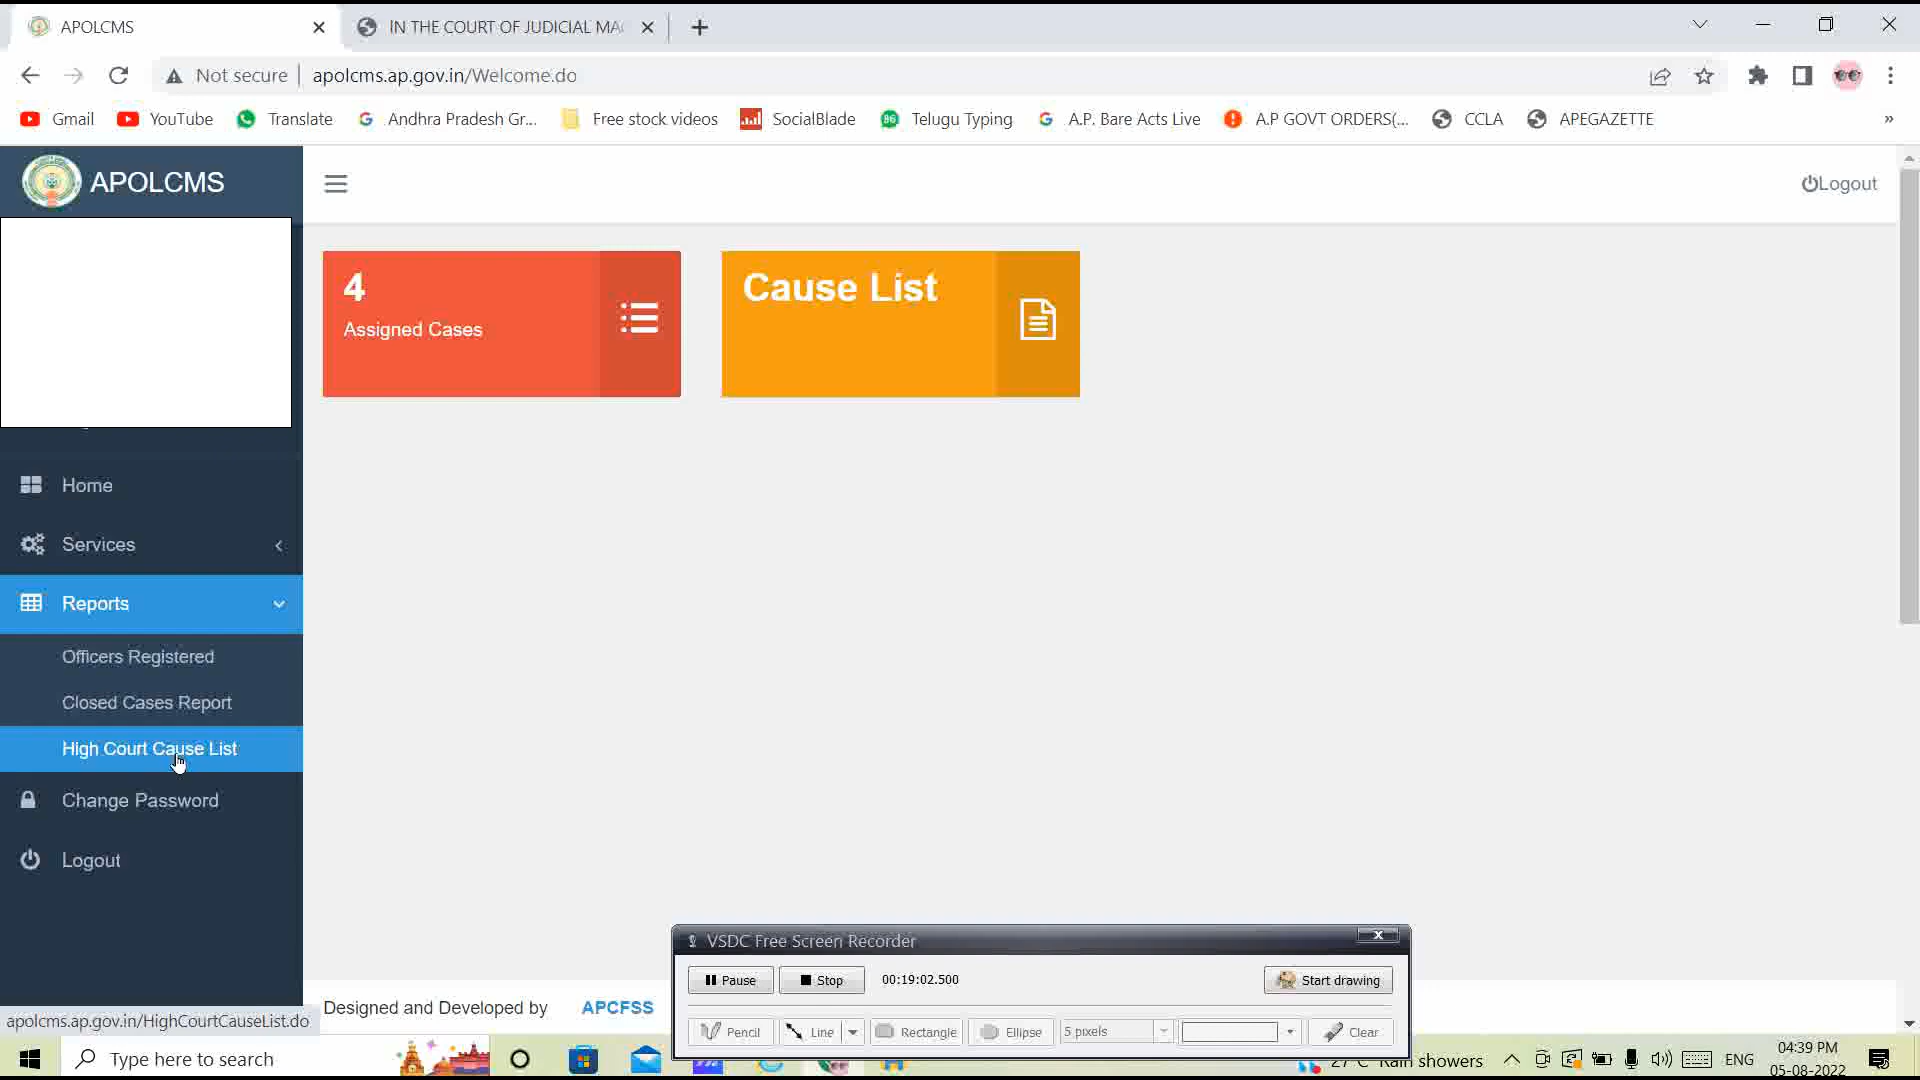 APOLCMS
IN THE COURT OF JUDICIAL MA
Not secure
apolcms.ap.gov.in/Welcome.do
Gmail
YouTube
Translate
Andhra Pradesh Gr...
Free stock videos
SocialBlade
Telugu Typing
A.P. Bare Acts Live
A.P GOVT ORDERS(...
CCLA
APEGAZETTE
»
APOLCMS
Logout
4
Assigned Cases
Cause List
Home
Services
Reports
Officers Registered
Closed Cases Report
High Court Cause List
Change Password
Logout
VSDC Free Screen Recorder
Pause
Stop
00:19:02.500
Start drawing
Designed and Developed by APCFSS
apolcms.ap.gov.in/HighCourtCauseList.do
Pencil
Line
Rectangle
Ellipse
5 pixels
Clear
Type here to search
27°C Rain showers
ENG
04:39 PM
05-08-2022